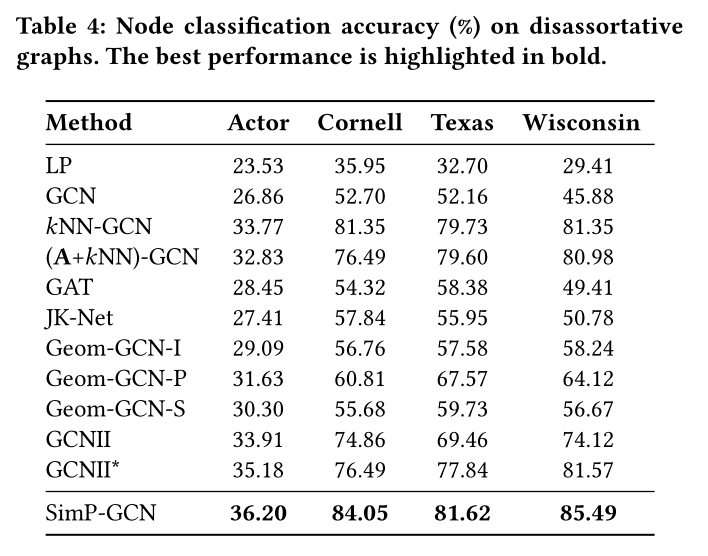 Table 4: Node classification accuracy (%) on disassortative
graphs. The best performance is highlighted in bold.
Method Actor Cornell Texas Wisconsin
LP 23.53 35.95 32.70 29.41
GCN 26.86 52.70 52.16 45.88
kNN-GCN 33.77 81.35 79.73 81.35
(A+kNN)-GCN 32.83 76.49 79.60 80.98
GAT 28.45 54.32 58.38 49.41
JK-Net 27.41 57.84 55.95 50.78
Geom-GCN-I 29.09 56.76 57.58 58.24
Geom-GCN-P 31.63 60.81 67.57 64.12
Geom-GCN-S 30.30 55.68 59.73 56.67
GCNII 33.91 74.86 69.46 74.12
GCNII* 35.18 76.49 77.84 81.57
SimP-GCN 36.20 84.05 81.62 85.49